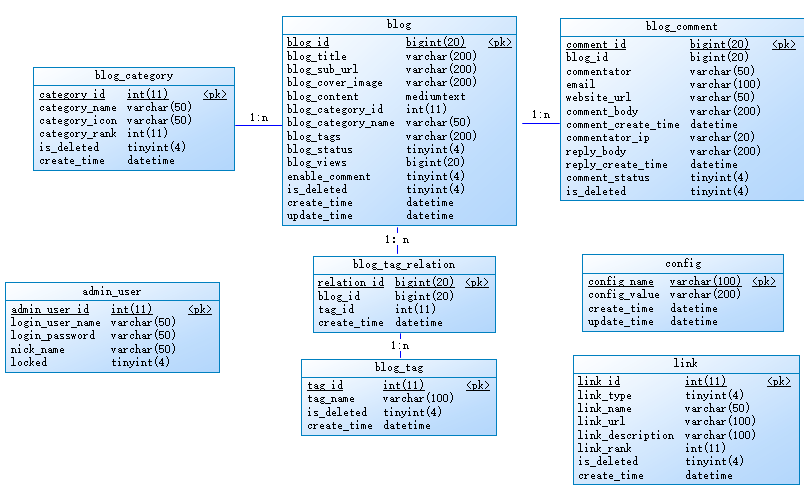 blog_category
category_id int(11) <pk>
category_name varchar(50)
category_icon varchar(50)
category_rank int(11)
is_deleted tinyint(4)
create_time datetime
1:n
blog
blog_id bigint(20) <pk>
blog_title varchar(200)
blog_sub_url varchar(200)
blog_cover_image varchar(200)
blog_content mediumtext
blog_category_id int(11)
blog_category_name varchar(50)
blog_tags varchar(200)
blog_status tinyint(4)
blog_views bigint(20)
enable_comment tinyint(4)
is_deleted tinyint(4)
create_time datetime
update_time datetime
1:n
blog_comment
comment_id bigint(20) <pk>
blog_id bigint(20)
commentator varchar(50)
email varchar(100)
website_url varchar(50)
comment_body varchar(200)
comment_create_time datetime
commentator_ip varchar(20)
reply_body varchar(200)
reply_create_time datetime
comment_status tinyint(4)
is_deleted tinyint(4)
1: n
blog_tag_relation
relation_id bigint(20) <pk>
blog_id bigint(20)
tag_id int(11)
create_time datetime
1:n
blog_tag
tag_id int(11) <pk>
tag_name varchar(100)
is_deleted tinyint(4)
create_time datetime
admin_user
admin_user_id int(11) <pk>
login_user_name varchar(50)
login_password varchar(50)
nick_name varchar(50)
locked tinyint(4)
config
config_name varchar(100) <pk>
config_value varchar(200)
create_time datetime
update_time datetime
link
link_id int(11) <pk>
link_type tinyint(4)
link_name varchar(50)
link_url varchar(100)
link_description varchar(100)
link_rank int(11)
is_deleted tinyint(4)
create_time datetime